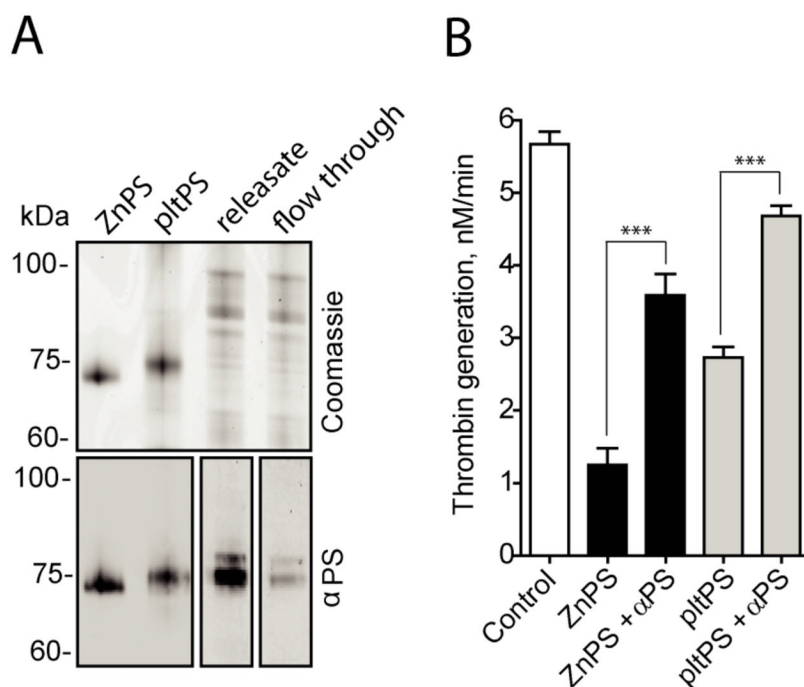 A
kDa
ZnPS
pltPS
releasate
flow through
100-
75-
60-
Coomassie
100-
75-
60-
αPS
B
Thrombin generation, nM/min
6
5
4
3
2
1
0
***
***
Control
ZnPS
ZnPS +αPS
pltPS
pltPS +αPS